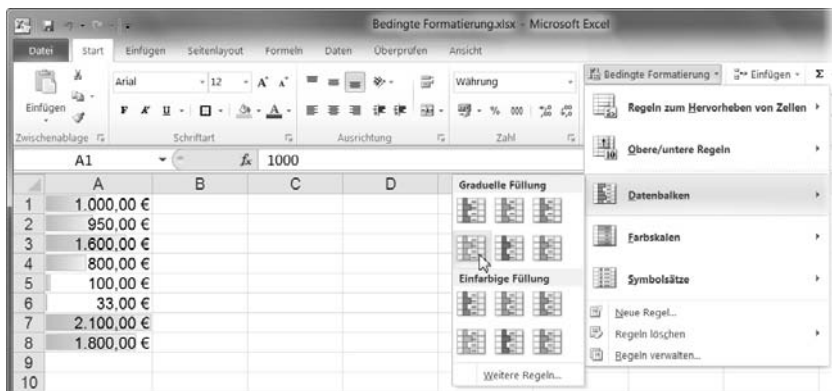 Bedingte Formatierung.xlsx - Microsoft Excel
Datei Start Einfügen Seitenlayout Formeln Daten Überprüfen Ansicht
Einfügen
Arial 12 A A
F K U A
Währung
% 000
Zwischenablage Schriftart Ausrichtung Zahl
Bedingte Formatierung Einfügen Σ
A1 fx 1000
A B C D
1 1.000,00 €
2 950,00 €
3 1.600,00 €
4 800,00 €
5 100,00 €
6 33,00 €
7 2.100,00 €
8 1.800,00 €
9
10
Graduelle Füllung
Einfarbige Füllung
Weitere Regeln...
Regeln zum Hervorheben von Zellen
Obere/untere Regeln
Datenbalken
Farbskalen
Symbolsätze
Neue Regel...
Regeln löschen
Regeln verwalten...